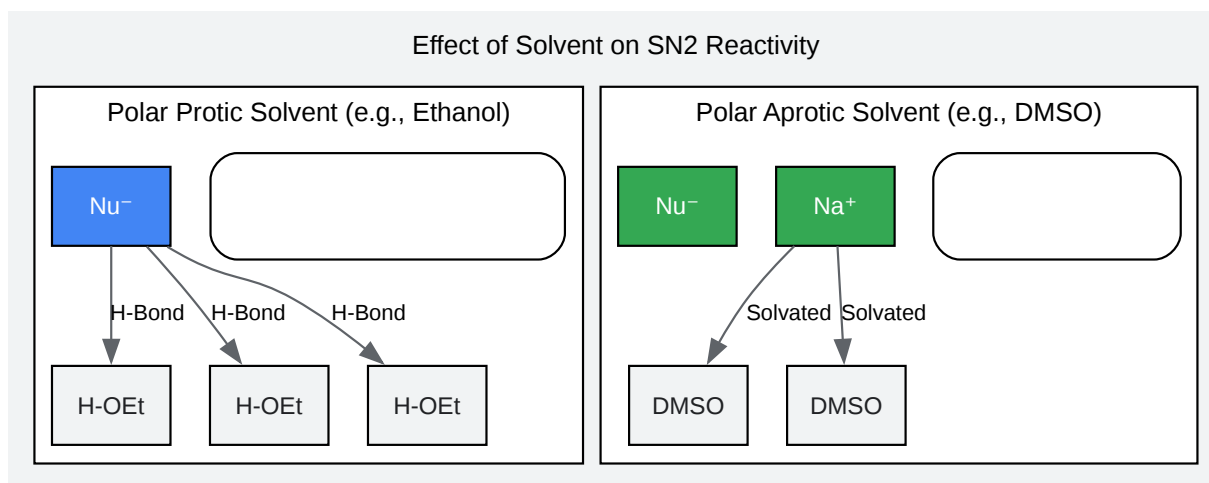 Effect of Solvent on SN2 Reactivity
Polar Protic Solvent (e.g., Ethanol)
Nu⁻
H-Bond
H-Bond
H-Bond
H-OEt
H-OEt
H-OEt
Polar Aprotic Solvent (e.g., DMSO)
Nu⁻
Na⁺
Solvated
Solvated
DMSO
DMSO